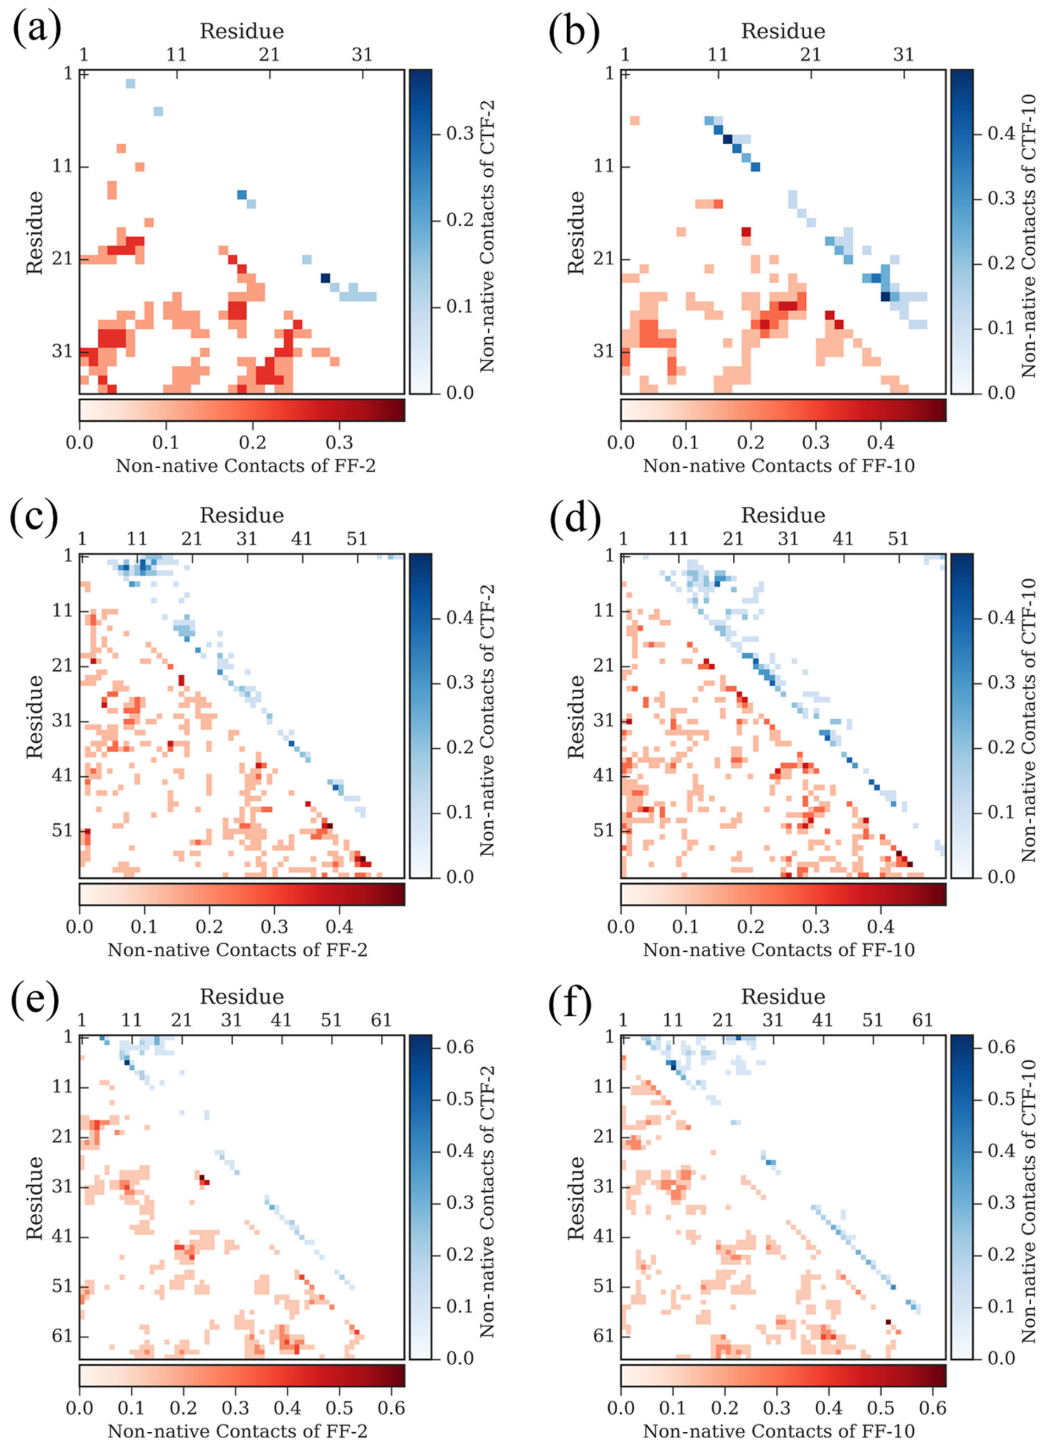 (a)
Residue
1 11 21 31
Residue
1
11
21
31
0.3
0.2
0.1
0.0
Non-native Contacts of CTF-2
0.0 0.1 0.2 0.3
Non-native Contacts of FF-2
(b)
Residue
1 11 21 31
Residue
1
11
21
31
0.4
0.3
0.2
0.1
0.0
Non-native Contacts of CTF-10
0.0 0.1 0.2 0.3 0.4
Non-native Contacts of FF-10
(c)
Residue
1 11 21 31 41 51
Residue
1
11
21
31
41
51
0.4
0.3
0.2
0.1
0.0
Non-native Contacts of CTF-2
0.0 0.1 0.2 0.3 0.4
Non-native Contacts of FF-2
(d)
Residue
1 11 21 31 41 51
Residue
1
11
21
31
41
51
0.4
0.3
0.2
0.1
0.0
Non-native Contacts of CTF-10
0.0 0.1 0.2 0.3 0.4
Non-native Contacts of FF-10
(e)
Residue
1 11 21 31 41 51 61
Residue
1
11
21
31
41
51
61
0.6
0.5
0.4
0.3
0.2
0.1
0.0
Non-native Contacts of CTF-2
0.0 0.1 0.2 0.3 0.4 0.5 0.6
Non-native Contacts of FF-2
(f)
Residue
1 11 21 31 41 51 61
Residue
1
11
21
31
41
51
61
0.6
0.5
0.4
0.3
0.2
0.1
0.0
Non-native Contacts of CTF-10
0.0 0.1 0.2 0.3 0.4 0.5 0.6
Non-native Contacts of FF-10